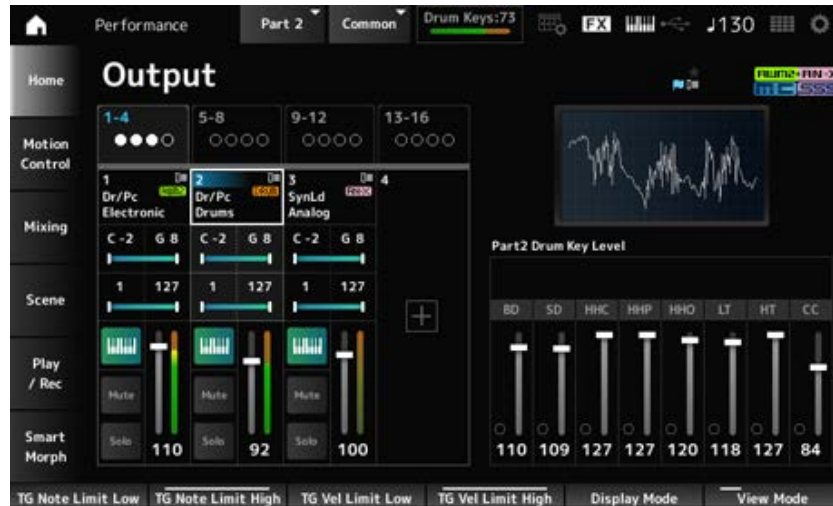 Performance
Part 2
Common
Drum Keys:73
FX
♩130
Home
Output
Motion
Control
1-4
5-8
9-12
13-16
1
Dr/Pc
Electronic
2
DRUM
Dr/Pc
Drums
3
AN-X
SynLd
Analog
4
Mixing
C -2 G 8
C -2 G 8
C -2 G 8
Part2 Drum Key Level
Scene
1 127
1 127
1 127
BD SD HHC HHP HHO LT HT CC
Play
/ Rec
Mute
Mute
Mute
Smart
Morph
Solo 110
Solo 92
Solo 100
110 109 127 127 120 118 127 84
TG Note Limit Low
TG Note Limit High
TG Vel Limit Low
TG Vel Limit High
Display Mode
View Mode